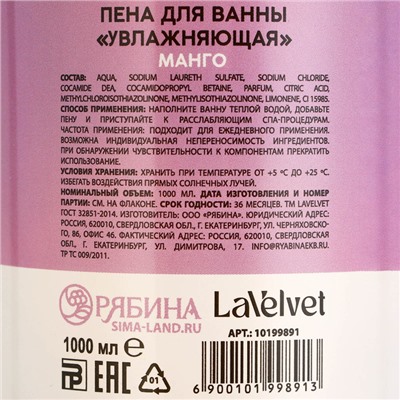 ПЕНА ДЛЯ ВАННЫ
«УВЛАЖНЯЮЩАЯ»
МАНГО
СОСТАВ: AQUA, SODIUM LAURETH SULFATE, SODIUM CHLORIDE,
COCAMIDE DEA, COCAMIDOPROPYL BETAINE, PARFUM, CITRIC ACID,
METHYLCHLOROISOTHIAZOLINONE, METHYLISOTHIAZOLINONE, LIMONENE, CI 15985.
СПОСОБ ПРИМЕНЕНИЯ: НАПОЛНИТЕ ВАННУ ТЕПЛОЙ ВОДОЙ, ДОБАВЬТЕ
ПЕНУ И ПРИСТУПАЙТЕ К РАССЛАБЛЯЮЩИМ СПА-ПРОЦЕДУРАМ.
ЧАСТОТА ПРИМЕНЕНИЯ: ПОДХОДИТ ДЛЯ ЕЖЕДНЕВНОГО ПРИМЕНЕНИЯ.
ВОЗМОЖНА ИНДИВИДУАЛЬНАЯ НЕПЕРЕНОСИМОСТЬ ИНГРЕДИЕНТОВ.
ПРИ ОБНАРУЖЕНИИ ЧУВСТВИТЕЛЬНОСТИ К КОМПОНЕНТАМ ПРЕКРАТИТЬ
ИСПОЛЬЗОВАНИЕ.
УСЛОВИЯ ХРАНЕНИЯ: ХРАНИТЬ ПРИ ТЕМПЕРАТУРЕ ОТ +5 °С ДО +25 °С.
ИЗБЕГАТЬ ВОЗДЕЙСТВИЯ ПРЯМЫХ СОЛНЕЧНЫХ ЛУЧЕЙ.
НОМИНАЛЬНЫЙ ОБЪЕМ: 1000 МЛ. ДАТА ИЗГОТОВЛЕНИЯ И НОМЕР
ПАРТИИ: СМ. НА ФЛАКОНЕ. СРОК ГОДНОСТИ: 36 МЕСЯЦЕВ. ТМ LAVELVET
ГОСТ 32851-2014. ИЗГОТОВИТЕЛЬ: ООО «РЯБИНА». ЮРИДИЧЕСКИЙ АДРЕС:
РОССИЯ, 620010, СВЕРДЛОВСКАЯ ОБЛ., Г. ЕКАТЕРИНБУРГ, УЛ. ЧЕРНЯХОВСКО-
ГО, 86, ОФИС 46. ФАКТИЧЕСКИЙ АДРЕС: РОССИЯ, 620010, СВЕРДЛОВСКАЯ
ОБЛ., Г. ЕКАТЕРИНБУРГ, УЛ. ДИМИТРОВА, 17. INFO@RYABINAEKB.RU.
ТР ТС 009/2011.
РЯБИНА LaVelvet
SIMA-LAND.RU
АРТ.: 10199891
1000 МЛ e
EAC 01
6 900101 998913